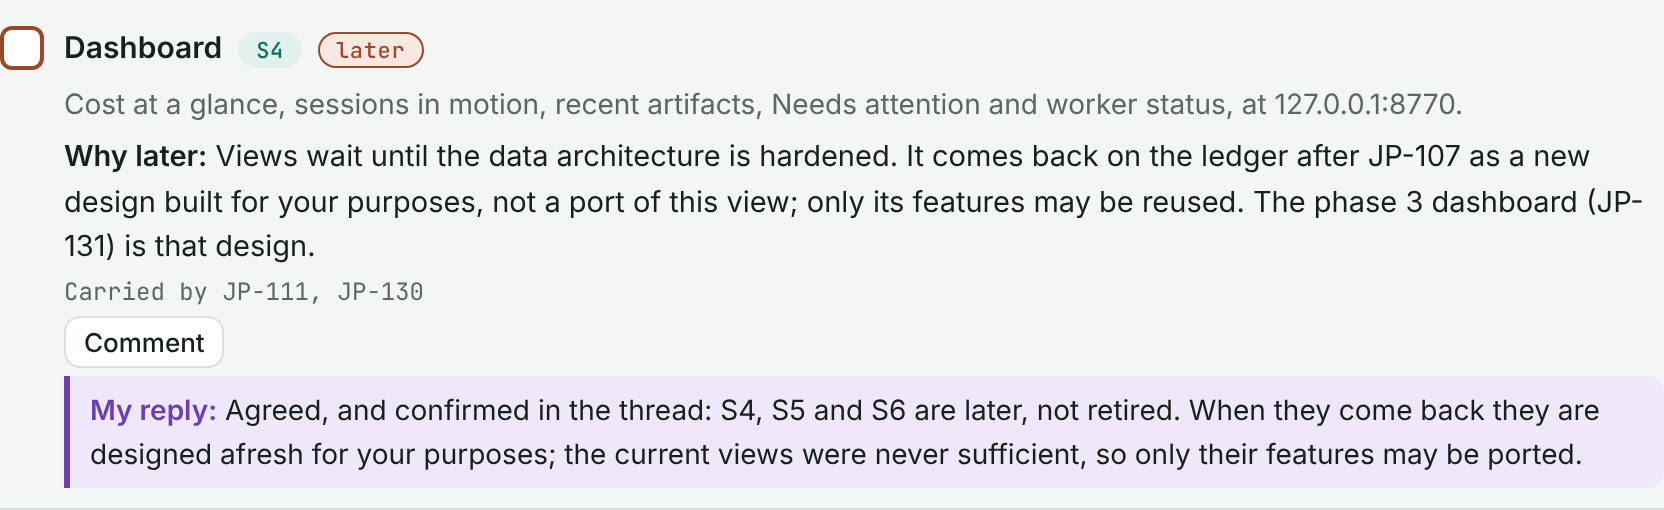 Dashboard S4 later
Cost at a glance, sessions in motion, recent artifacts, Needs attention and worker status, at 127.0.0.1:8770.
Why later: Views wait until the data architecture is hardened. It comes back on the ledger after JP-107 as a new
design built for your purposes, not a port of this view; only its features may be reused. The phase 3 dashboard (JP-
131) is that design.
Carried by JP-111, JP-130
Comment
My reply: Agreed, and confirmed in the thread: S4, S5 and S6 are later, not retired. When they come back they are
designed afresh for your purposes; the current views were never sufficient, so only their features may be ported.